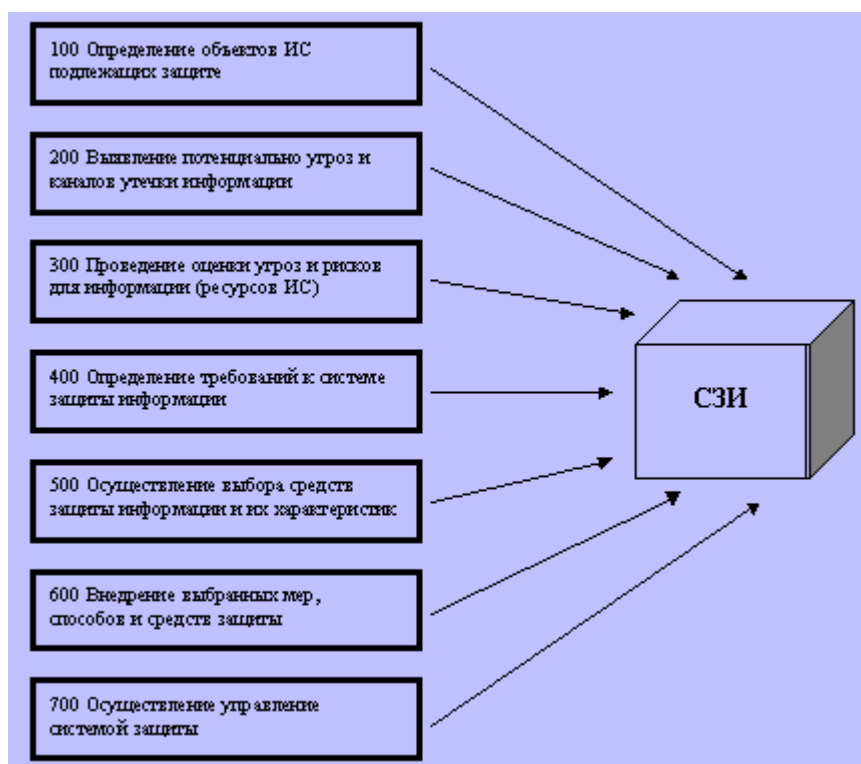 100 Определение объектов ИС
подлежащих защите
200 Выявление потенциально угроз и
каналов утечки информации
300 Проведение оценки угроз и рисков
для информации (ресурсов ИС)
400 Определение требований к системе
защиты информации
500 Осуществление выбора средств
защиты информации и их характеристик
600 Внедрение выбранных мер,
способов и средств защиты
700 Осуществление управление
системой защиты
СЗИ